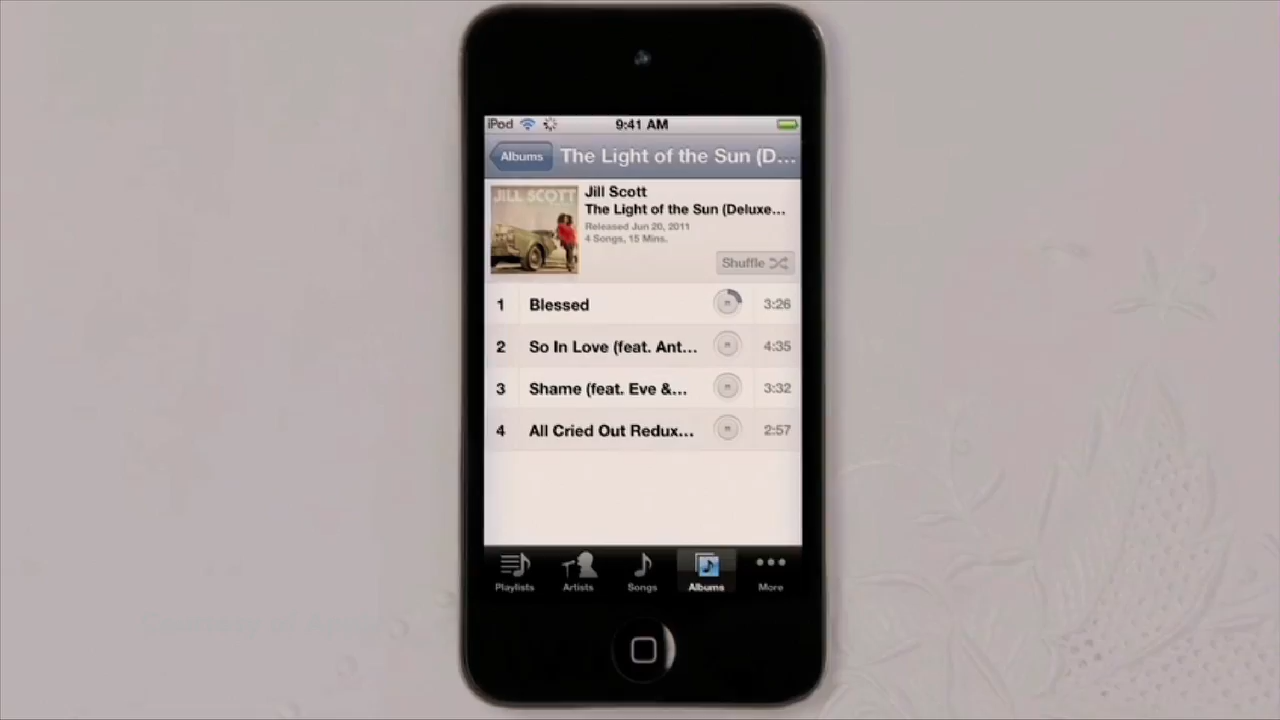 iPod 9:41 AM
Albums The Light of the Sun (D...
JILL SCOTT
Jill Scott
The Light of the Sun (Deluxe...
Released Jun 20, 2011
4 Songs, 15 Mins.
Shuffle
1 Blessed 3:26
2 So In Love (feat. Ant... 4:35
3 Shame (feat. Eve &... 3:32
4 All Cried Out Redux... 2:57
Playlists Artists Songs Albums More
Courtesy of Apple